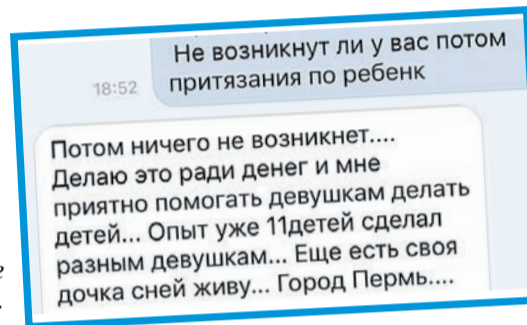 Не возникнут ли у вас потом
18:52
притязания по ребенк
Потом ничего не возникнет....
Делаю это ради денег и мне
приятно помогать девушкам делать
детей... Опыт уже 11детей сделал
разным девушкам... Еще есть своя
дочка сней живу... Город Пермь....
е